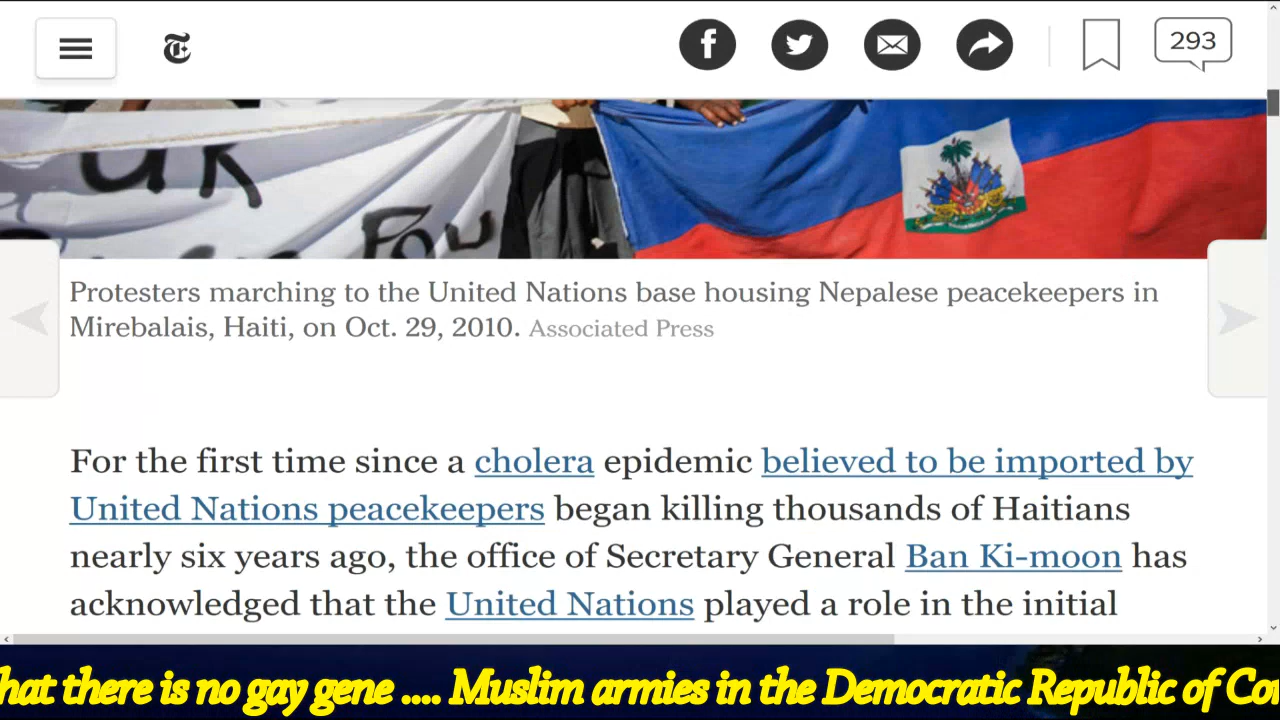 293
UR
Fou
Protesters marching to the United Nations base housing Nepalese peacekeepers in
Mirebalais, Haiti, on Oct. 29, 2010. Associated Press
For the first time since a cholera epidemic believed to be imported by
United Nations peacekeepers began killing thousands of Haitians
nearly six years ago, the office of Secretary General Ban Ki-moon has
acknowledged that the United Nations played a role in the initial
hat there is no gay gene .... Muslim armies in the Democratic Republic of Co